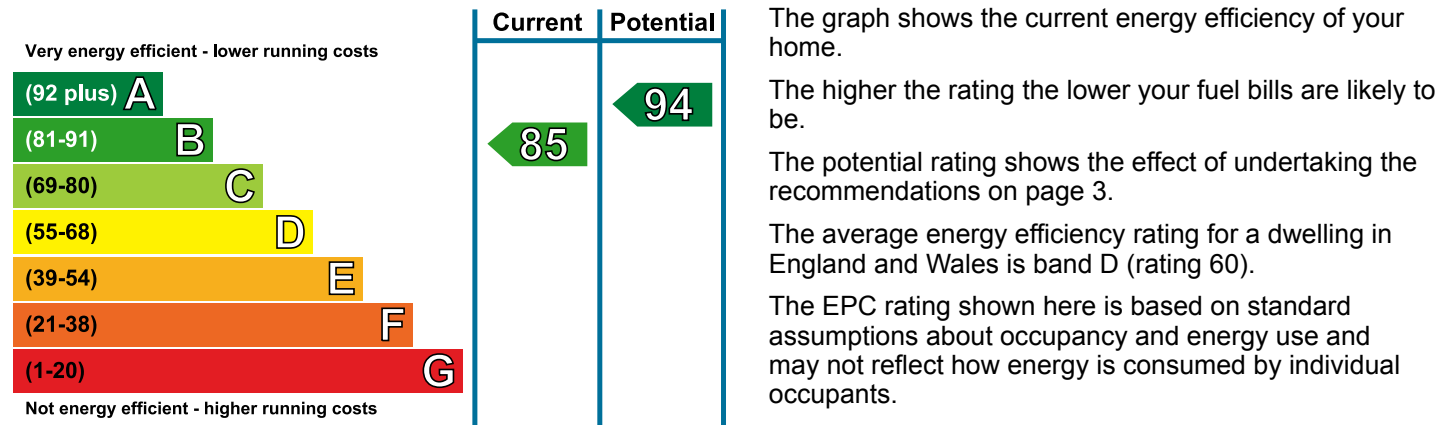 Current Potential
Very energy efficient - lower running costs
(92 plus) A
94
(81-91) B
85
(69-80) C
(55-68) D
(39-54) E
(21-38) F
(1-20) G
Not energy efficient - higher running costs
The graph shows the current energy efficiency of your
home.
The higher the rating the lower your fuel bills are likely to
be.
The potential rating shows the effect of undertaking the
recommendations on page 3.
The average energy efficiency rating for a dwelling in
England and Wales is band D (rating 60).
The EPC rating shown here is based on standard
assumptions about occupancy and energy use and
may not reflect how energy is consumed by individual
occupants.